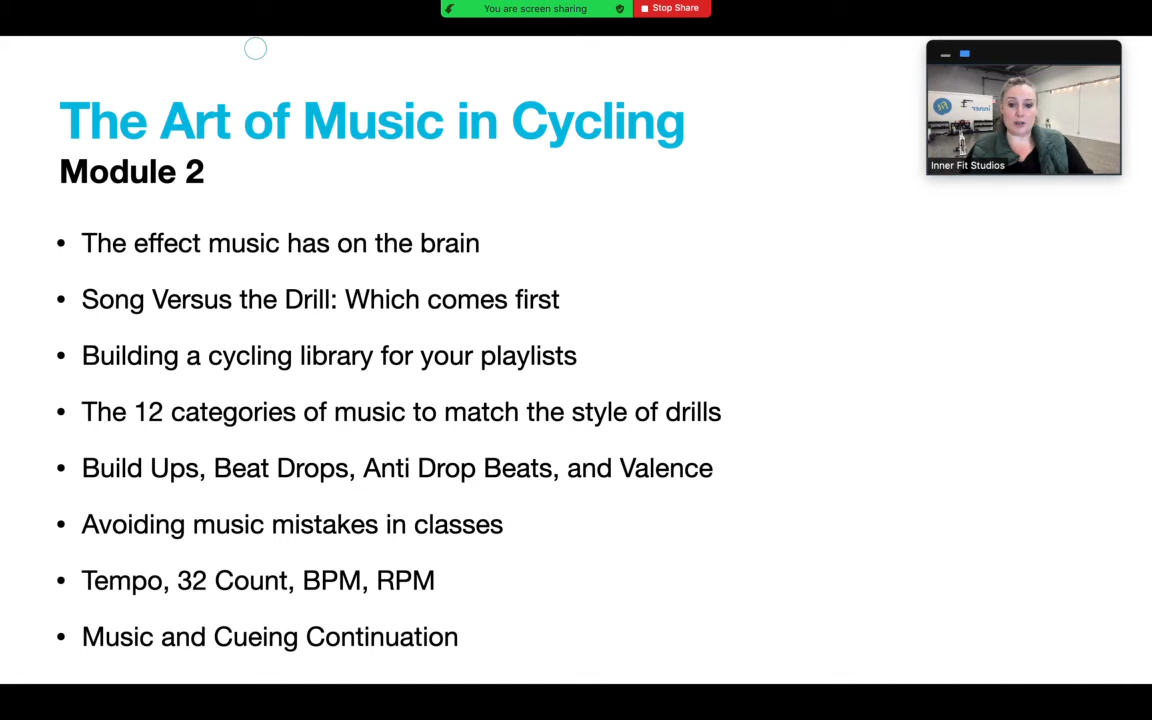 You are screen sharing
Stop Share
The Art of Music in Cycling
Module 2
Inner Fit Studios
• The effect music has on the brain
• Song Versus the Drill: Which comes first
• Building a cycling library for your playlists
• The 12 categories of music to match the style of drills
• Build Ups, Beat Drops, Anti Drop Beats, and Valence
• Avoiding music mistakes in classes
• Tempo, 32 Count, BPM, RPM
• Music and Cueing Continuation